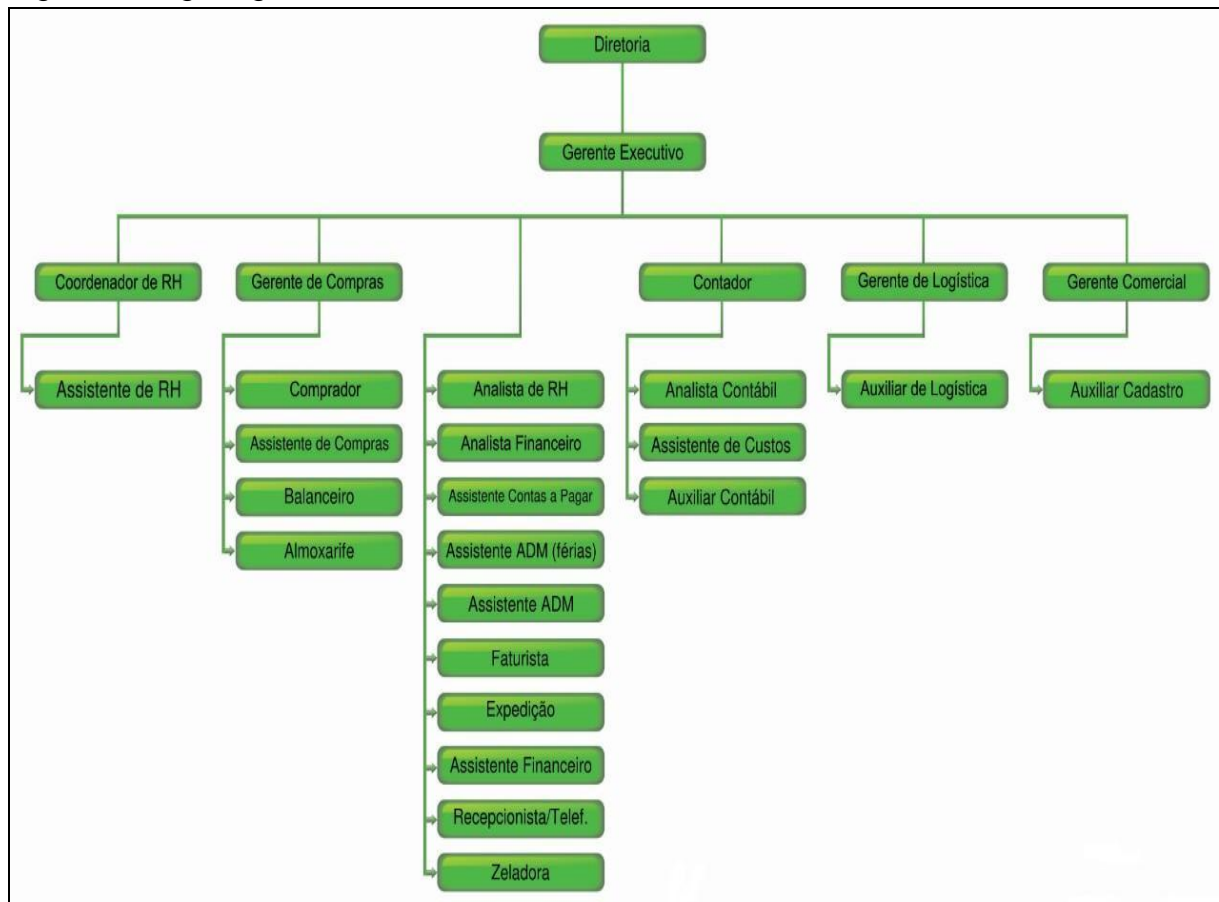 Diretoria
Gerente Executivo
Coordenador de RH
Gerente de Compras
Contador
Gerente de Logística
Gerente Comercial
Assistente de RH
Comprador
Analista de RH
Analista Contábil
Auxiliar de Logística
Auxiliar Cadastro
Assistente de Compras
Analista Financeiro
Assistente de Custos
Balanceiro
Assistente Contas a Pagar
Auxiliar Contábil
Almoxarife
Assistente ADM (férias)
Assistente ADM
Faturista
Expedição
Assistente Financeiro
Recepcionista/Telef.
Zeladora